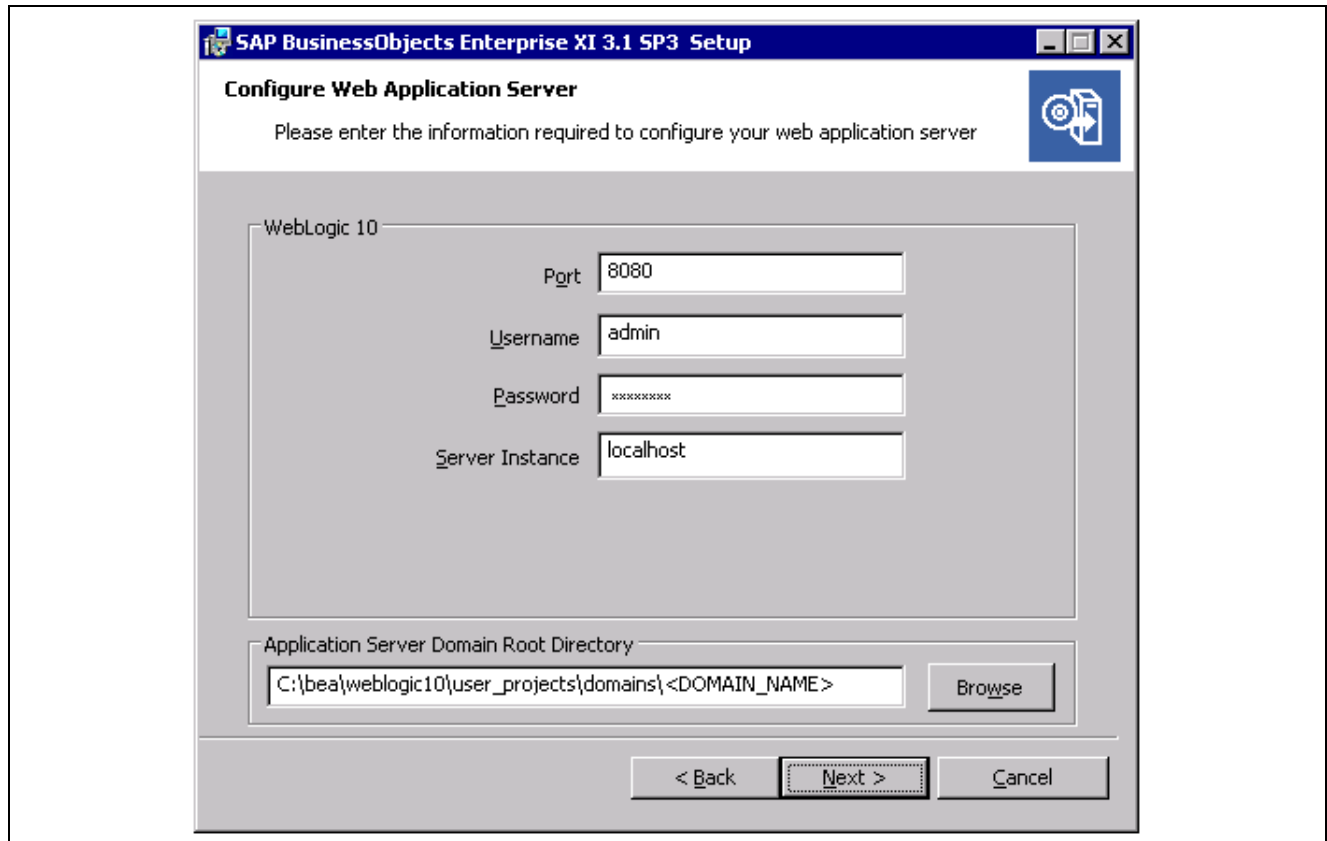 SAP BusinessObjects Enterprise XI 3.1 SP3 Setup
Configure Web Application Server
Please enter the information required to configure your web application server
WebLogic 10
Port 8080
Username admin
Password xxxxxxxx
Server Instance localhost
Application Server Domain Root Directory
C:\bea\weblogic10\user_projects\domains\<DOMAIN_NAME> Browse
< Back Next > Cancel